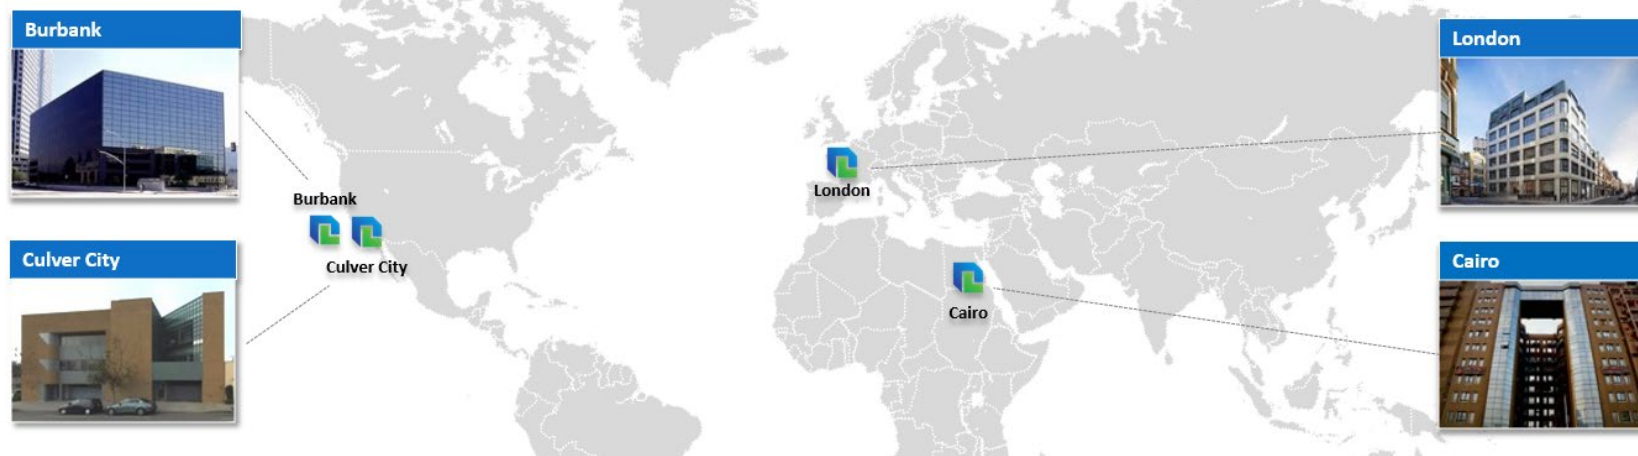 Burbank
London
London
Burbank
Culver City
Culver City
Cairo
Cairo